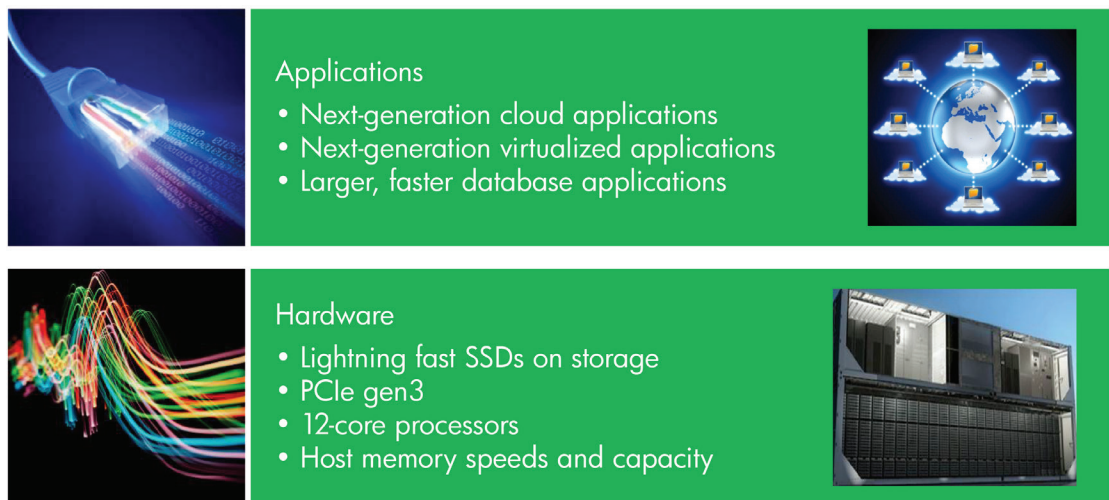 Applications
• Next-generation cloud applications
• Next-generation virtualized applications
• Larger, faster database applications
Hardware
• Lightning fast SSDs on storage
• PCIe gen3
• 12-core processors
• Host memory speeds and capacity